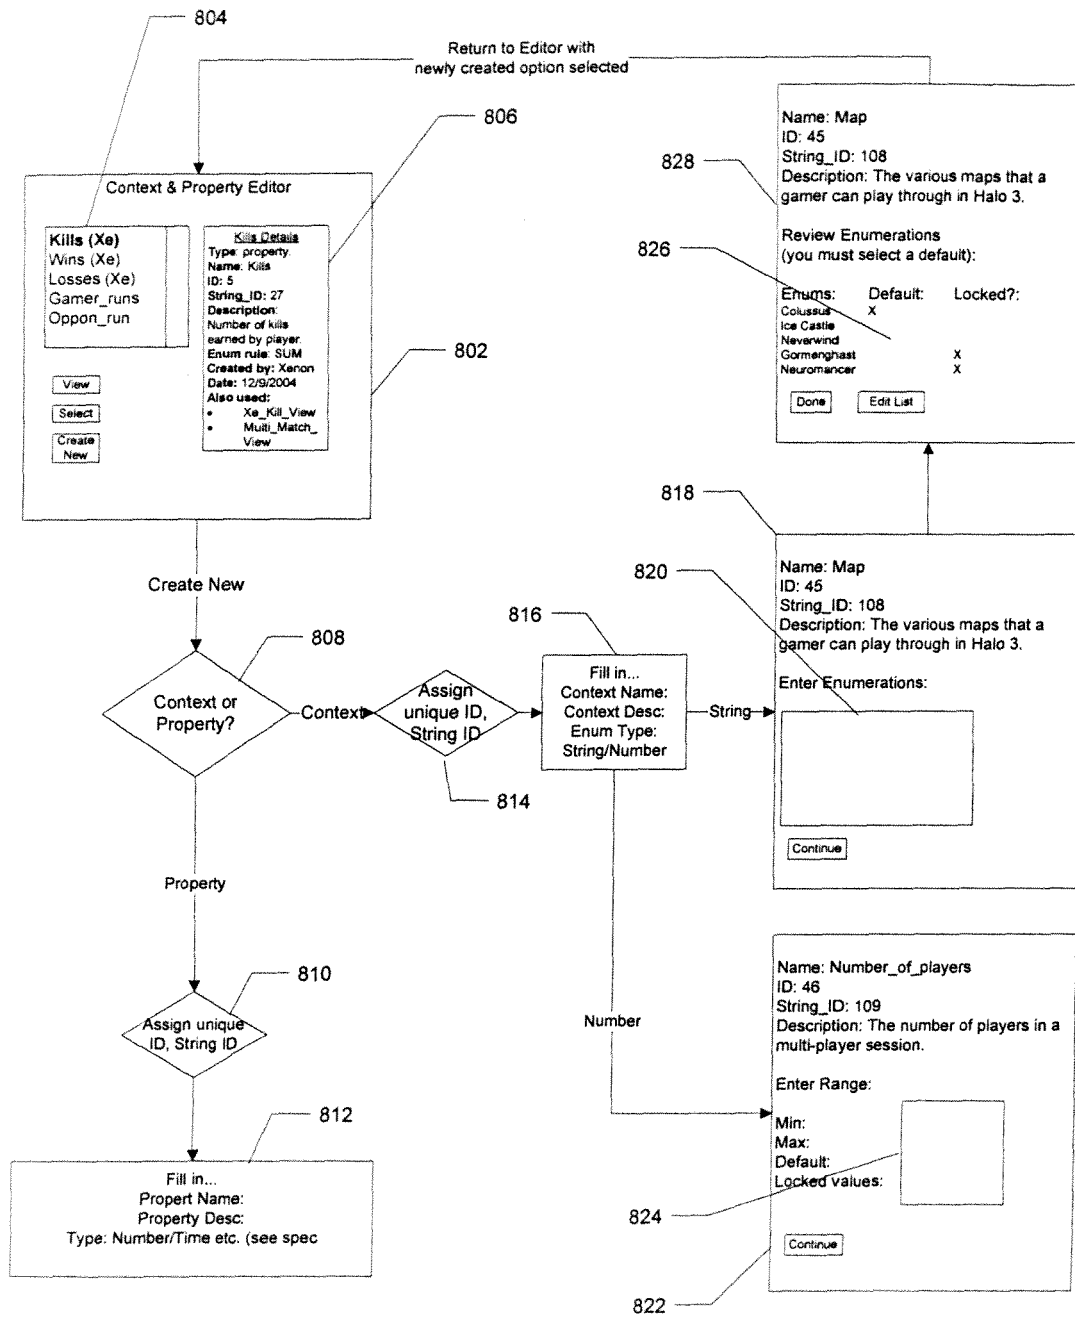 804
Return to Editor with
newly created option selected
806
Context & Property Editor
Kills (Xe)
Wins (Xe)
Losses (Xe)
Gamer_runs
Oppon_run
View
Select
Create
New
Kills Details
Type: property.
Name: Kills
ID: 5
String_ID: 27
Description:
Number of kills
earned by player.
Enum rule: SUM
Created by: Xenon
Date: 12/9/2004
Also used:
• Xe_Kill_View
• Multi_Match_
View
802
828
Name: Map
ID: 45
String_ID: 108
Description: The various maps that a
gamer can play through in Halo 3.
826
Review Enumerations
(you must select a default):
Enums: Default: Locked?:
Colussus X
Ice Castle
Neverwind
Gormenghast X
Neuromancer X
Done Edit List
Create New
808
Context or
Property?
Context
Assign
unique ID,
String ID
814
816
Fill in...
Context Name:
Context Desc:
Enum Type:
String/Number
String
818
820
Name: Map
ID: 45
String_ID: 108
Description: The various maps that a
gamer can play through in Halo 3.
Enter Enumerations:
Continue
Property
810
Assign unique
ID, String ID
812
Fill in...
Propert Name:
Property Desc:
Type: Number/Time etc. (see spec
Number
Name: Number_of_players
ID: 46
String_ID: 109
Description: The number of players in a
multi-player session.
Enter Range:
Min:
Max:
Default:
Locked values:
824
Continue
822